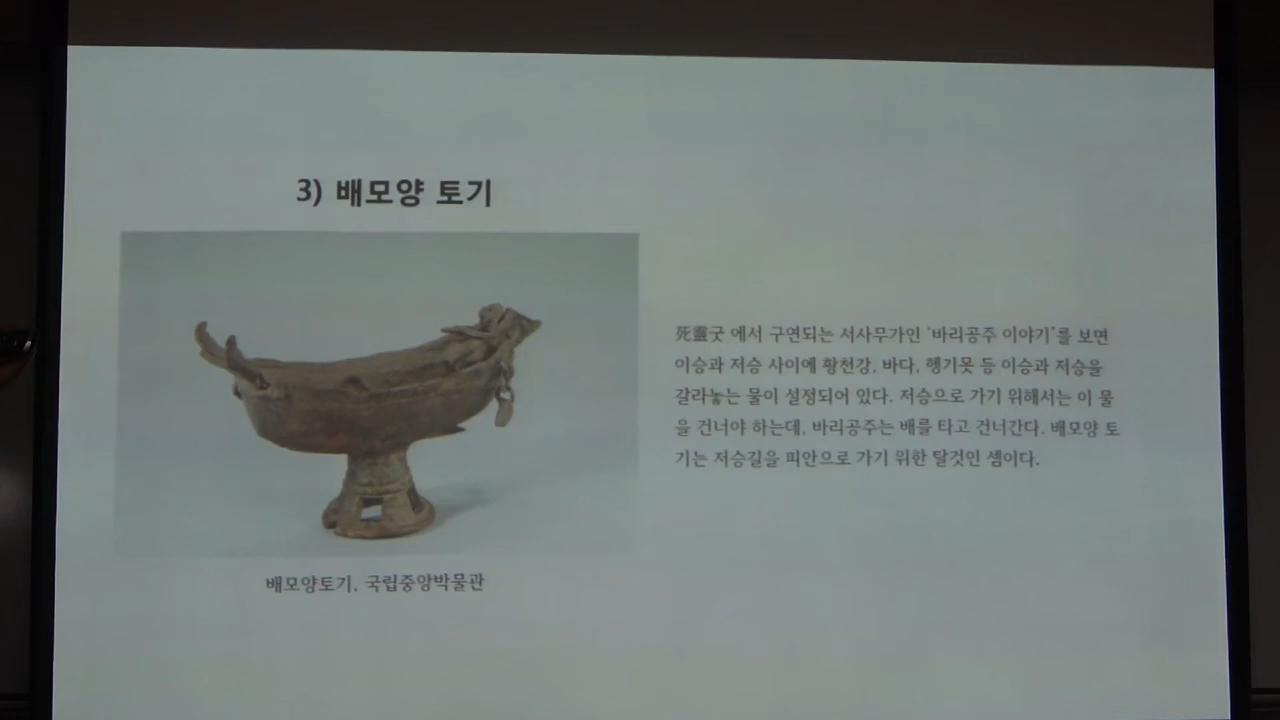 3) 배모양 토기
死靈굿 에서 구연되는 서사무가인 '바리공주 이야기'를 보면
이승과 저승 사이에 황천강, 바다, 헹기못 등 이승과 저승을
갈라놓는 물이 설정되어 있다. 저승으로 가기 위해서는 이 물
을 건너야 하는데, 바리공주는 배를 타고 건너간다. 배모양 토
기는 저승길을 피안으로 가기 위한 탈것인 셈이다.
배모양토기, 국립중앙박물관